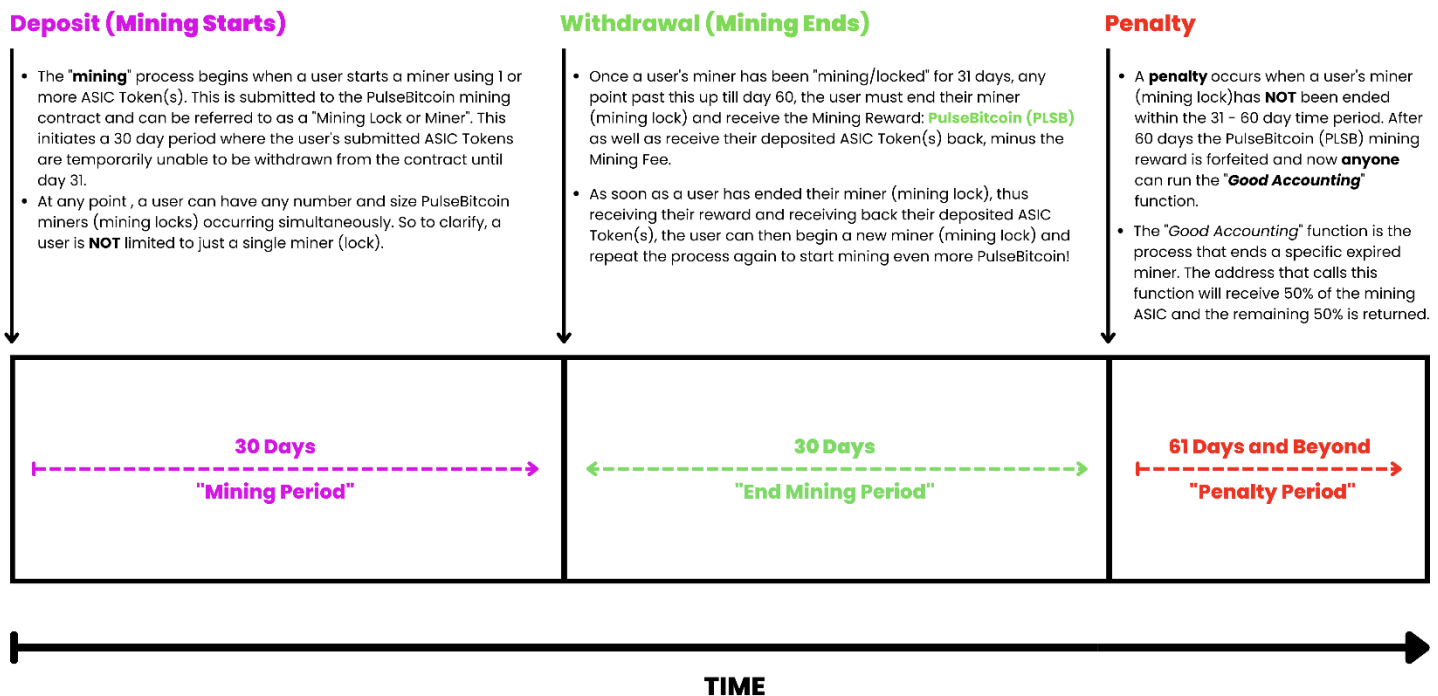 Deposit (Mining Starts)
• The "mining" process begins when a user starts a miner using 1 or
more ASIC Token(s). This is submitted to the PulseBitcoin mining
contract and can be referred to as a "Mining Lock or Miner". This
initiates a 30 day period where the user's submitted ASIC Tokens
are temporarily unable to be withdrawn from the contract until
day 31.
• At any point , a user can have any number and size PulseBitcoin
miners (mining locks) occurring simultaneously. So to clarify, a
user is NOT limited to just a single miner (lock).
Withdrawal (Mining Ends)
• Once a user's miner has been "mining/locked" for 31 days, any
point past this up till day 60, the user must end their miner
(mining lock) and receive the Mining Reward: PulseBitcoin (PLSB)
as well as receive their deposited ASIC Token(s) back, minus the
Mining Fee.
• As soon as a user has ended their miner (mining lock), thus
receiving their reward and receiving back their deposited ASIC
Token(s), the user can then begin a new miner (mining lock) and
repeat the process again to start mining even more PulseBitcoin!
Penalty
• A penalty occurs when a user's miner
(mining lock)has NOT been ended
within the 31 - 60 day time period. After
60 days the PulseBitcoin (PLSB) mining
reward is forfeited and now anyone
can run the "Good Accounting"
function.
• The "Good Accounting" function is the
process that ends a specific expired
miner. The address that calls this
function will receive 50% of the mining
ASIC and the remaining 50% is returned.
30 Days
"Mining Period"
30 Days
"End Mining Period"
61 Days and Beyond
"Penalty Period"
TIME